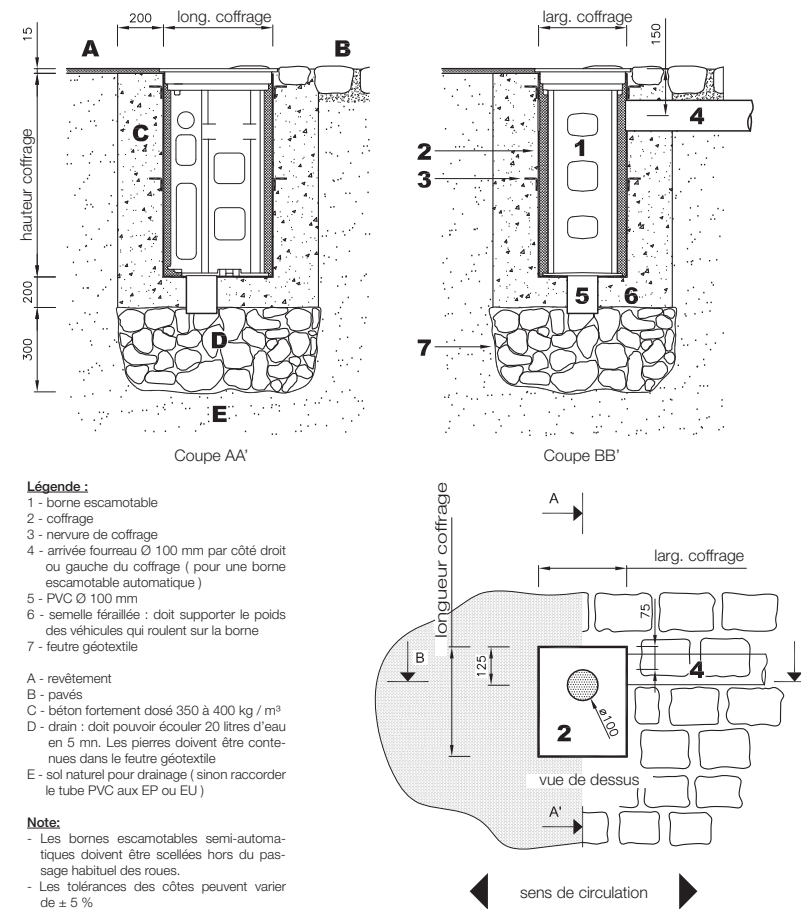 200
long. coffrage
15
A
B
C
hauteur coffrage
200
300
D
E
Coupe AA'
larg. coffrage
150
4
1
2
3
5
6
7
Coupe BB'
Légende :
1 - borne escamotable
2 - coffrage
3 - nervure de coffrage
4 - arrivée fourreau Ø 100 mm par côté droit
ou gauche du coffrage ( pour une borne
escamotable automatique )
5 - PVC Ø 100 mm
6 - semelle féraillée : doit supporter le poids
des véhicules qui roulent sur la borne
7 - feutre géotextile
A - revêtement
B - pavés
C - béton fortement dosé 350 à 400 kg / m³
D - drain : doit pouvoir écouler 20 litres d'eau
en 5 mn. Les pierres doivent être conte-
nues dans le feutre géotextile
E - sol naturel pour drainage ( sinon raccorder
le tube PVC aux EP ou EU )
Note:
- Les bornes escamotables semi-automa-
tiques doivent être scellées hors du pas-
sage habituel des roues.
- Les tolérances des côtes peuvent varier
de ± 5 %
longueur coffrage
A
larg. coffrage
75
B
125
4
ø100
2
vue de dessus
A'
sens de circulation